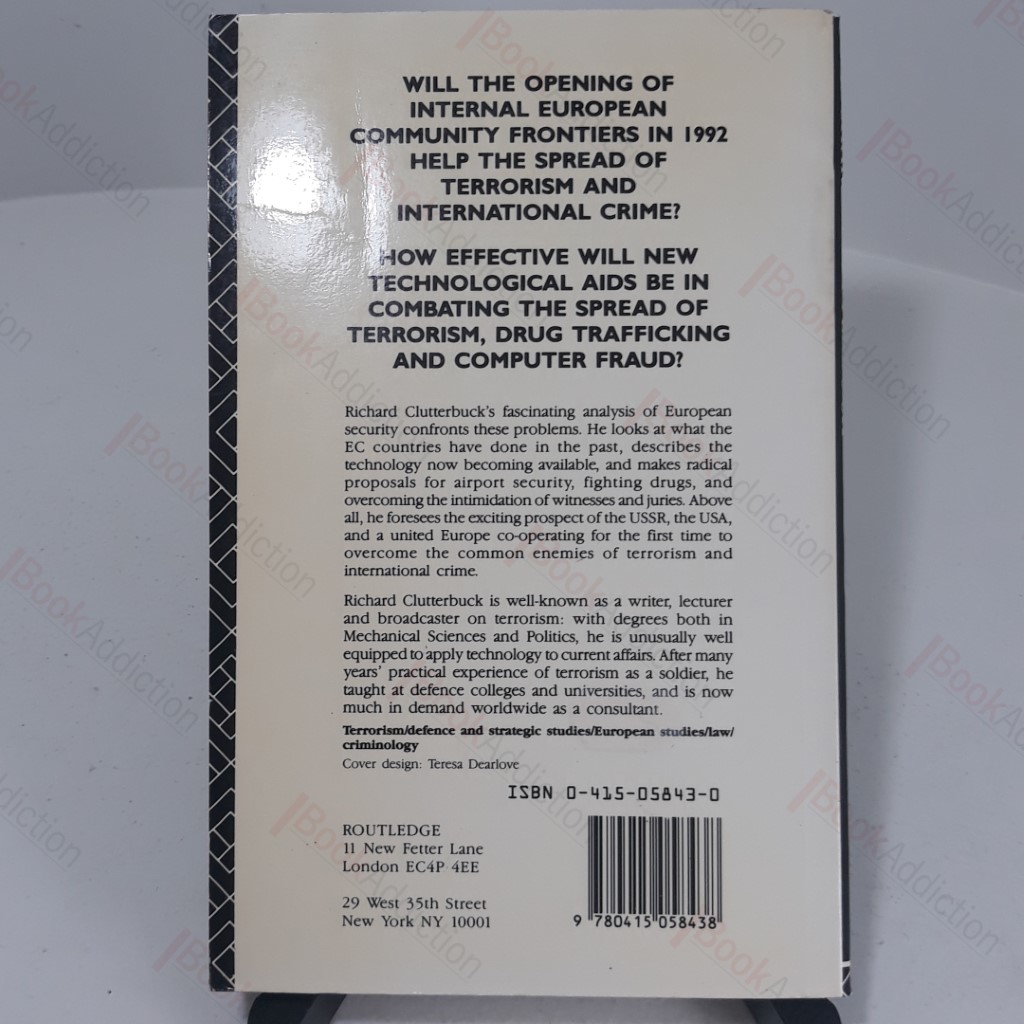 WILL THE OPENING OF
INTERNAL EUROPEAN
COMMUNITY FRONTIERS IN 1992
HELP THE SPREAD OF
TERRORISM AND
INTERNATIONAL CRIME?
HOW EFFECTIVE WILL NEW
TECHNOLOGICAL AIDS BE IN
COMBATING THE SPREAD OF
TERRORISM, DRUG TRAFFICKING
AND COMPUTER FRAUD?
Richard Clutterbuck's fascinating analysis of European
security confronts these problems. He looks at what the
EC countries have done in the past, describes the
technology now becoming available, and makes radical
proposals for airport security, fighting drugs, and
overcoming the intimidation of witnesses and juries. Above
all, he foresees the exciting prospect of the USSR, the USA,
and a united Europe co-operating for the first time to
overcome the common enemies of terrorism and
international crime.
Richard Clutterbuck is well-known as a writer, lecturer
and broadcaster on terrorism: with degrees both in
Mechanical Sciences and Politics, he is unusually well
equipped to apply technology to current affairs. After many
years' practical experience of terrorism as a soldier, he
taught at defence colleges and universities, and is now
much in demand worldwide as a consultant.
Terrorism/defence and strategic studies/European studies/law/
criminology
Cover design: Teresa Dearlove
ISBN 0-415-05843-0
ROUTLEDGE
11 New Fetter Lane
London EC4P 4EE
29 West 35th Street
New York NY 10001
9 780415 058438
BookAddiction